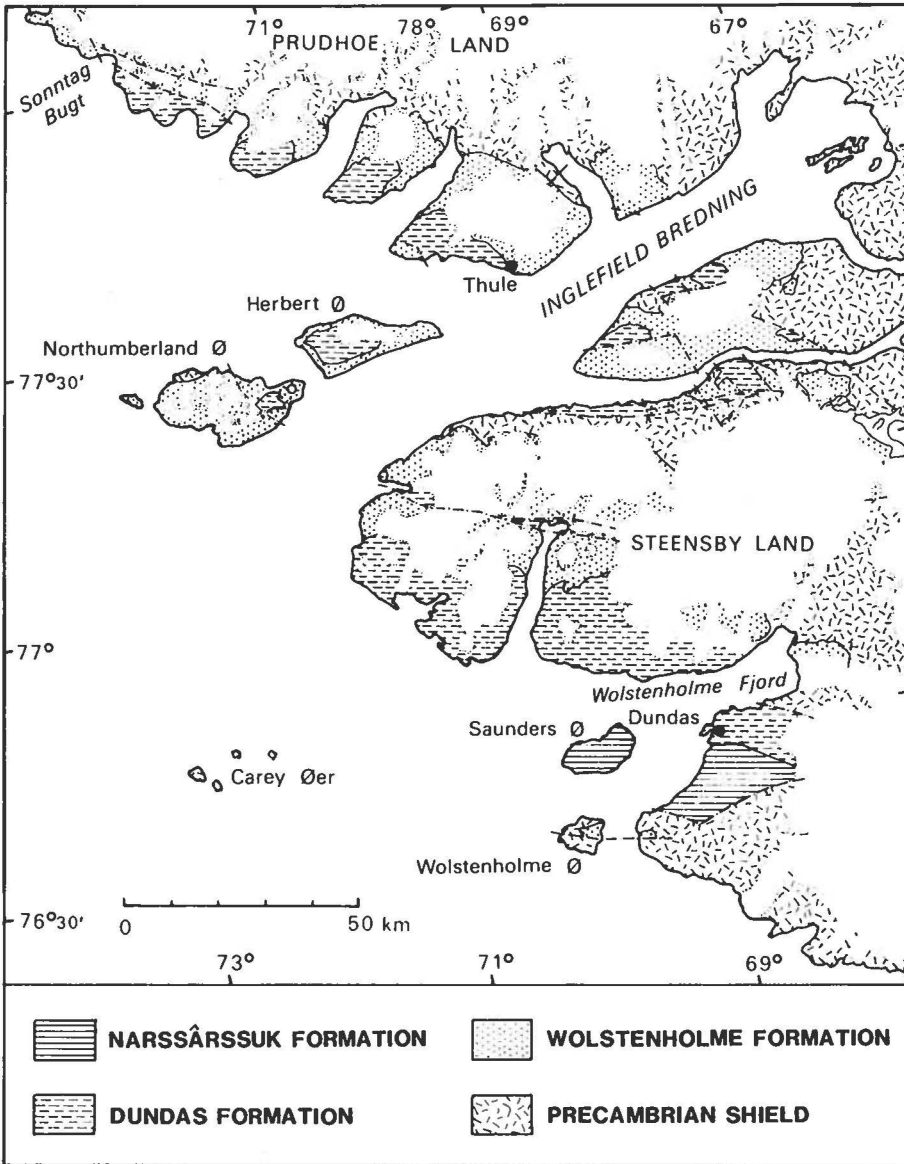 71° 78° 69° 67°
PRUDHOE LAND
Sonntag
Bugt
INGLEFIELD BREDNING
Thule
Herbert Ø
Northumberland Ø
77°30'
STEENSBY LAND
77°
Wolstenholme Fjord
Dundas
Saunders Ø
Carey Øer
Wolstenholme Ø
76°30'
0 50 km
73° 71° 69°
NARSSÂRSSUK FORMATION
WOLSTENHOLME FORMATION
DUNDAS FORMATION
PRECAMBRIAN SHIELD